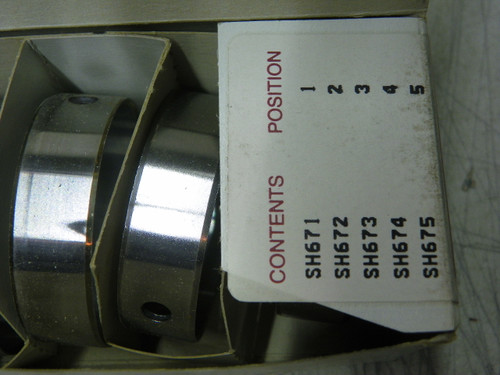 CONTENTS POSITION
SH671 1
SH672 2
SH673 3
SH674 4
SH675 5